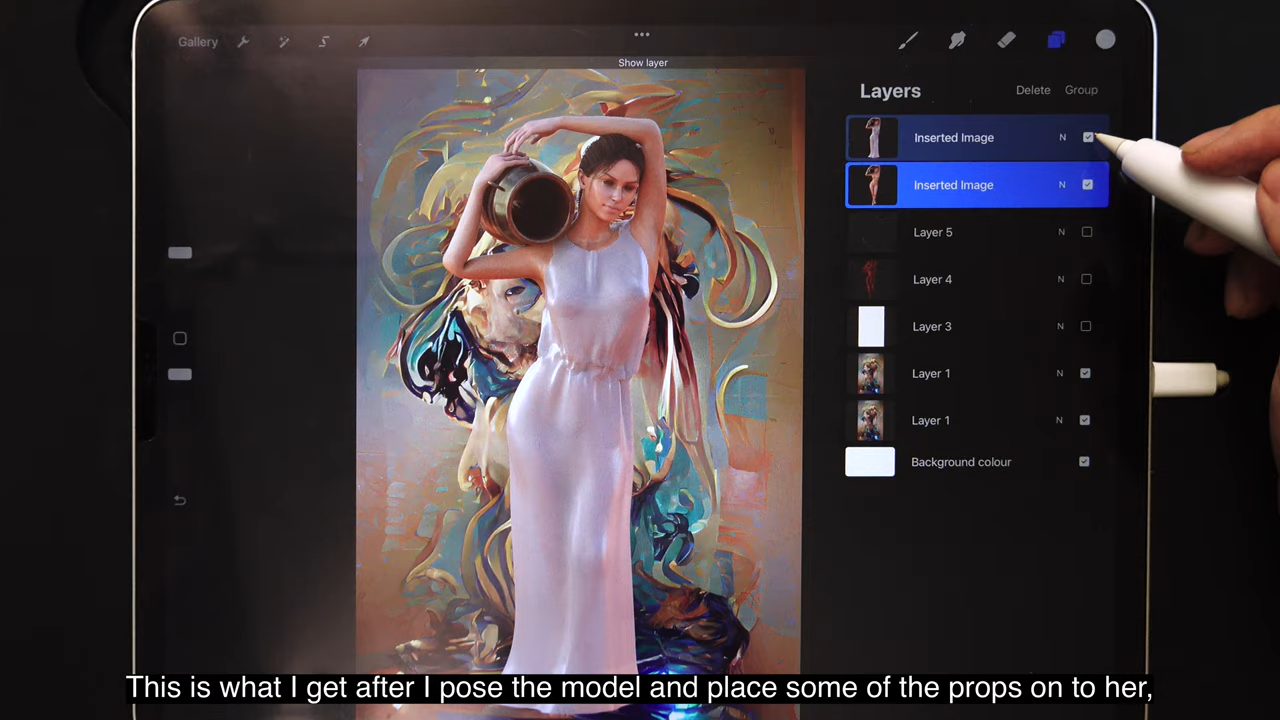 Gallery
Show layer
Layers
Delete
Group
Inserted Image
N
Inserted Image
N
Layer 5
N
Layer 4
N
Layer 3
N
Layer 1
N
Layer 1
N
Background colour
This is what I get after I pose the model and place some of the props on to her,